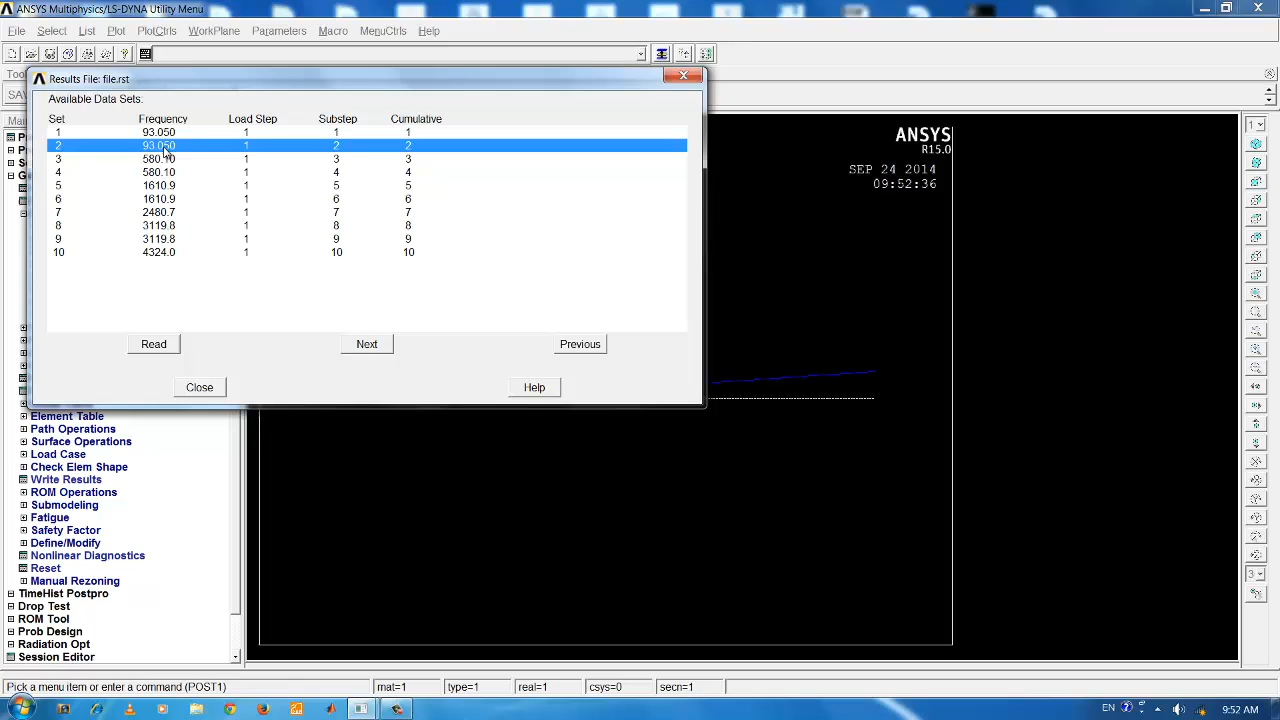 ANSYS Multiphysics/LS-DYNA Utility Menu
File Select List Plot PlotCtrls WorkPlane Parameters Macro MenuCtrls Help
Results File: file.rst
Available Data Sets:
Set Frequency Load Step Substep Cumulative
1 93.050 1 1 1
2 93.050 1 2 2
3 580.10 1 3 3
4 580.10 1 4 4
5 1610.9 1 5 5
6 1610.9 1 6 6
7 2480.7 1 7 7
8 3119.8 1 8 8
9 3119.8 1 9 9
10 4324.0 1 10 10
Read Next Previous
Close Help
ANSYS
R15.0
SEP 24 2014
09:52:36
1
3
Element Table
Path Operations
Surface Operations
Load Case
Check Elem Shape
Write Results
ROM Operations
Submodeling
Fatigue
Safety Factor
Define/Modify
Nonlinear Diagnostics
Reset
Manual Rezoning
TimeHist Postpro
Drop Test
ROM Tool
Prob Design
Radiation Opt
Session Editor
Pick a menu item or enter a command (POST1)
mat=1 type=1 real=1 csys=0 secn=1
EN
9:52 AM